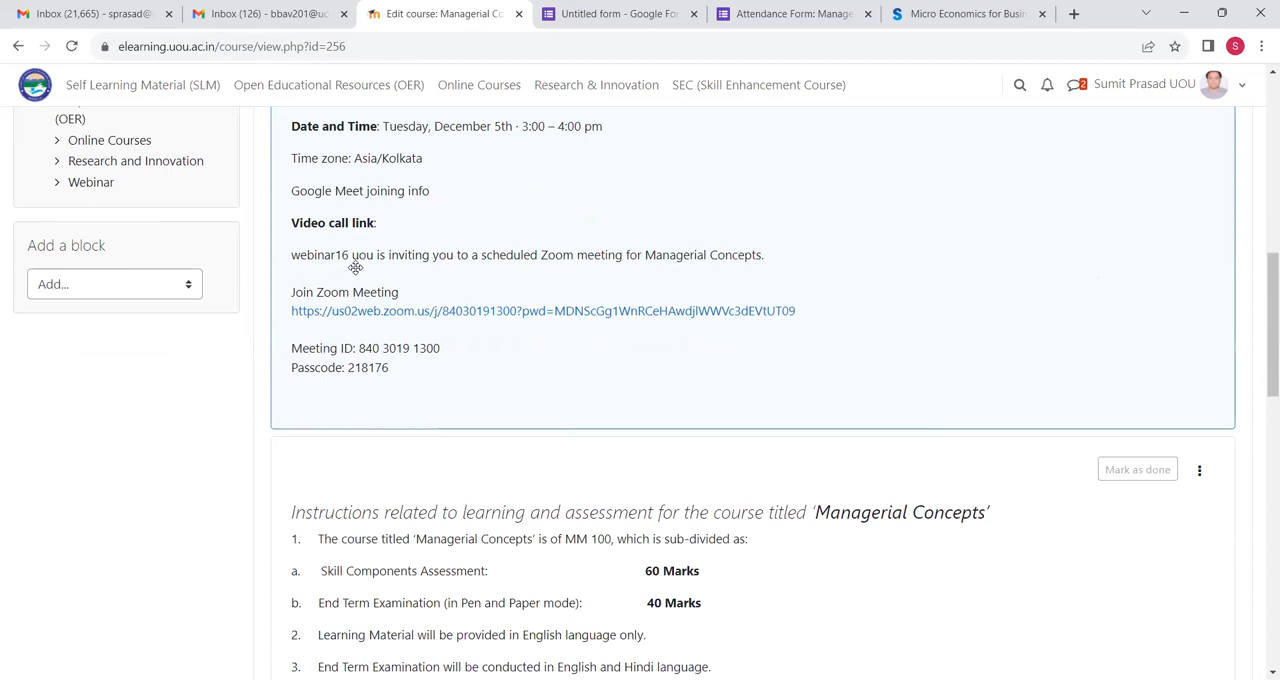 Inbox (21,665) - sprasad@
Inbox (126) - bbav201@uo
Edit course: Managerial Co
Untitled form - Google For
Attendance Form: Manage
Micro Economics for Busin
elearning.uou.ac.in/course/view.php?id=256
S
Self Learning Material (SLM)
Open Educational Resources (OER)
Online Courses
Research & Innovation
SEC (Skill Enhancement Course)
2
Sumit Prasad UOU
(OER)
Online Courses
Research and Innovation
Webinar
Add a block
Add...
Date and Time: Tuesday, December 5th · 3:00 – 4:00 pm
Time zone: Asia/Kolkata
Google Meet joining info
Video call link:
webinar16 uou is inviting you to a scheduled Zoom meeting for Managerial Concepts.
Join Zoom Meeting
https://us02web.zoom.us/j/84030191300?pwd=MDNScGg1WnRCeHAwdjlWWVc3dEVtUT09
Meeting ID: 840 3019 1300
Passcode: 218176
Mark as done
Instructions related to learning and assessment for the course titled ‘Managerial Concepts’
1. The course titled ‘Managerial Concepts’ is of MM 100, which is sub-divided as:
a. Skill Components Assessment: 60 Marks
b. End Term Examination (in Pen and Paper mode): 40 Marks
2. Learning Material will be provided in English language only.
3. End Term Examination will be conducted in English and Hindi language.